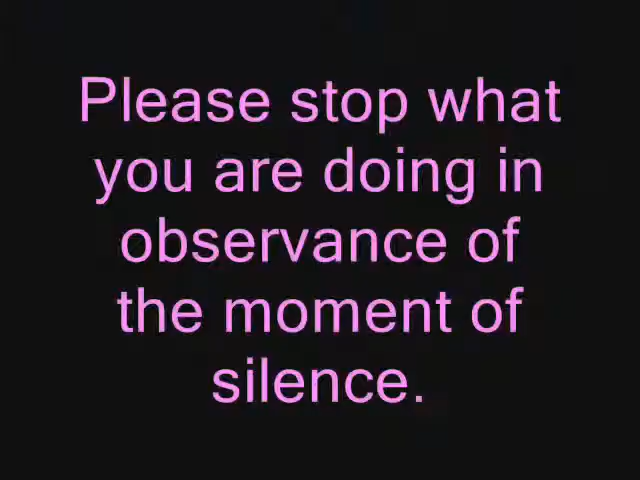 Please stop what
you are doing in
observance of
the moment of
silence.